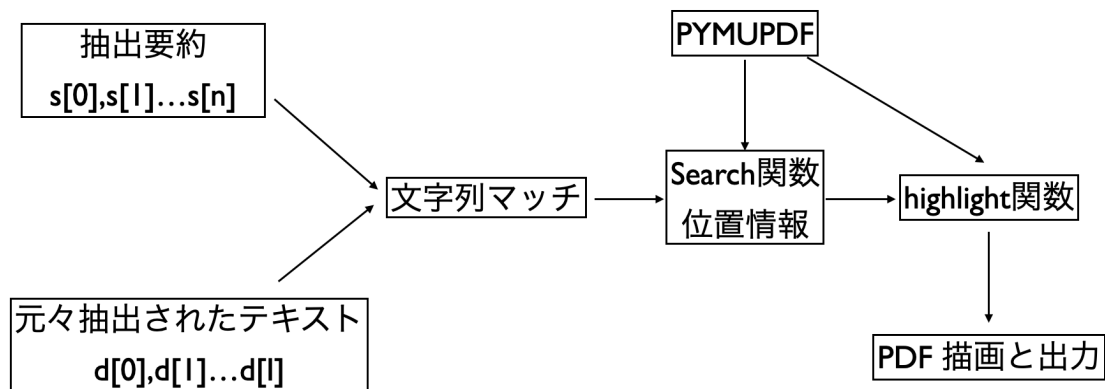 抽出要約
s[0],s[1]…s[n]
PYMUPDF
文字列マッチ
Search関数
位置情報
highlight関数
元々抽出されたテキスト
d[0],d[1]…d[l]
PDF 描画と出力